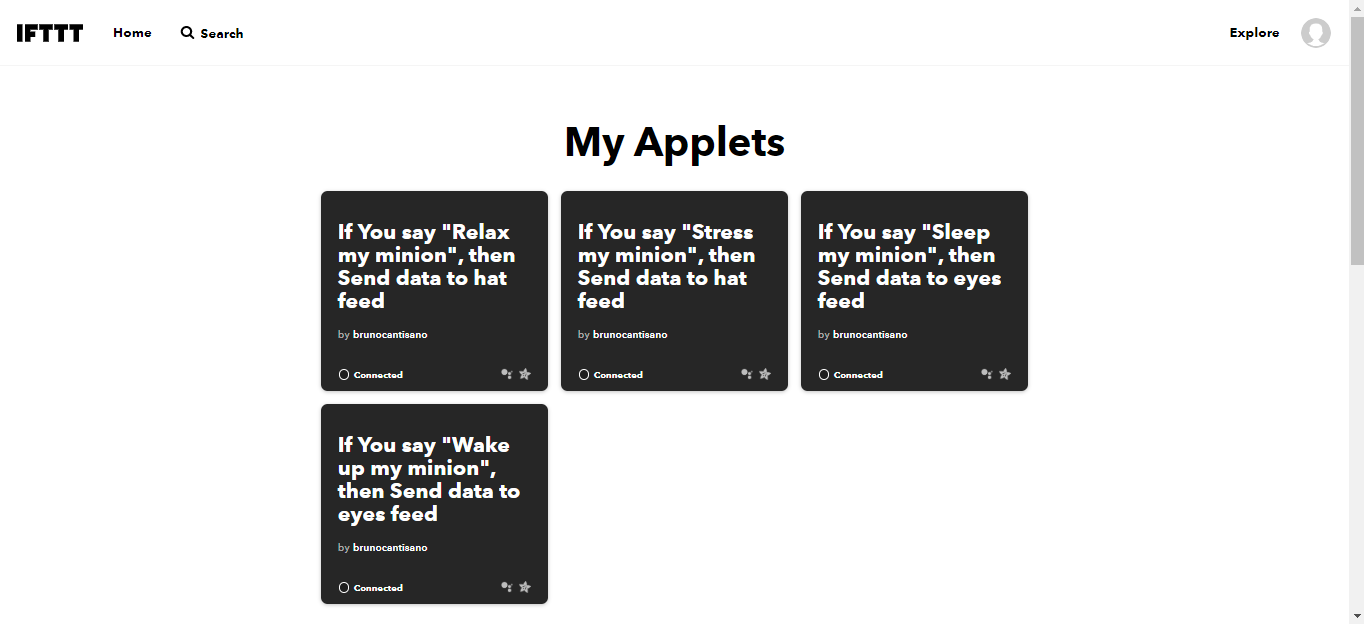 IFTTT
Home
Search
Explore
My Applets
If You say "Relax
my minion", then
Send data to hat
feed
by brunocantisano
Connected
If You say "Stress
my minion", then
Send data to hat
feed
by brunocantisano
Connected
If You say "Sleep
my minion", then
Send data to eyes
feed
by brunocantisano
Connected
If You say "Wake
up my minion",
then Send data to
eyes feed
by brunocantisano
Connected